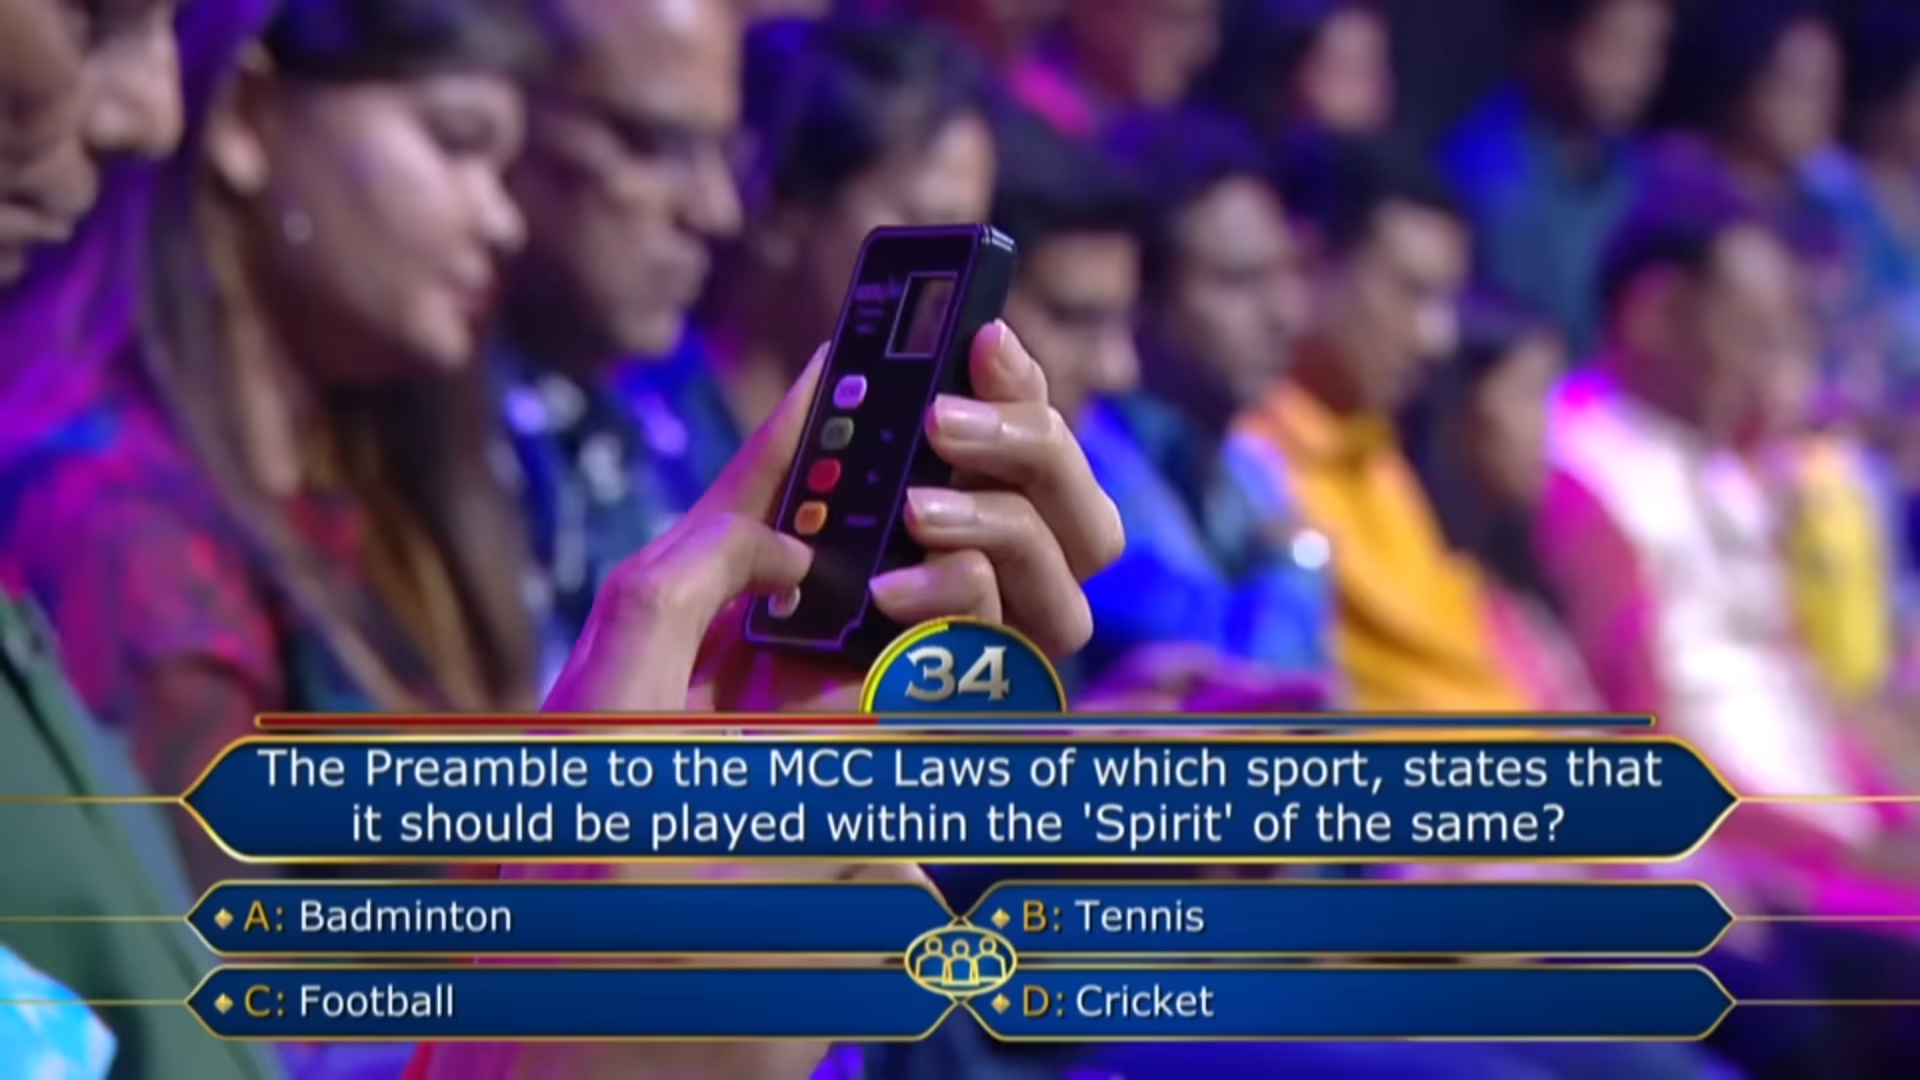 34
The Preamble to the MCC Laws of which sport, states that
it should be played within the 'Spirit' of the same?
A: Badminton
B: Tennis
C: Football
D: Cricket